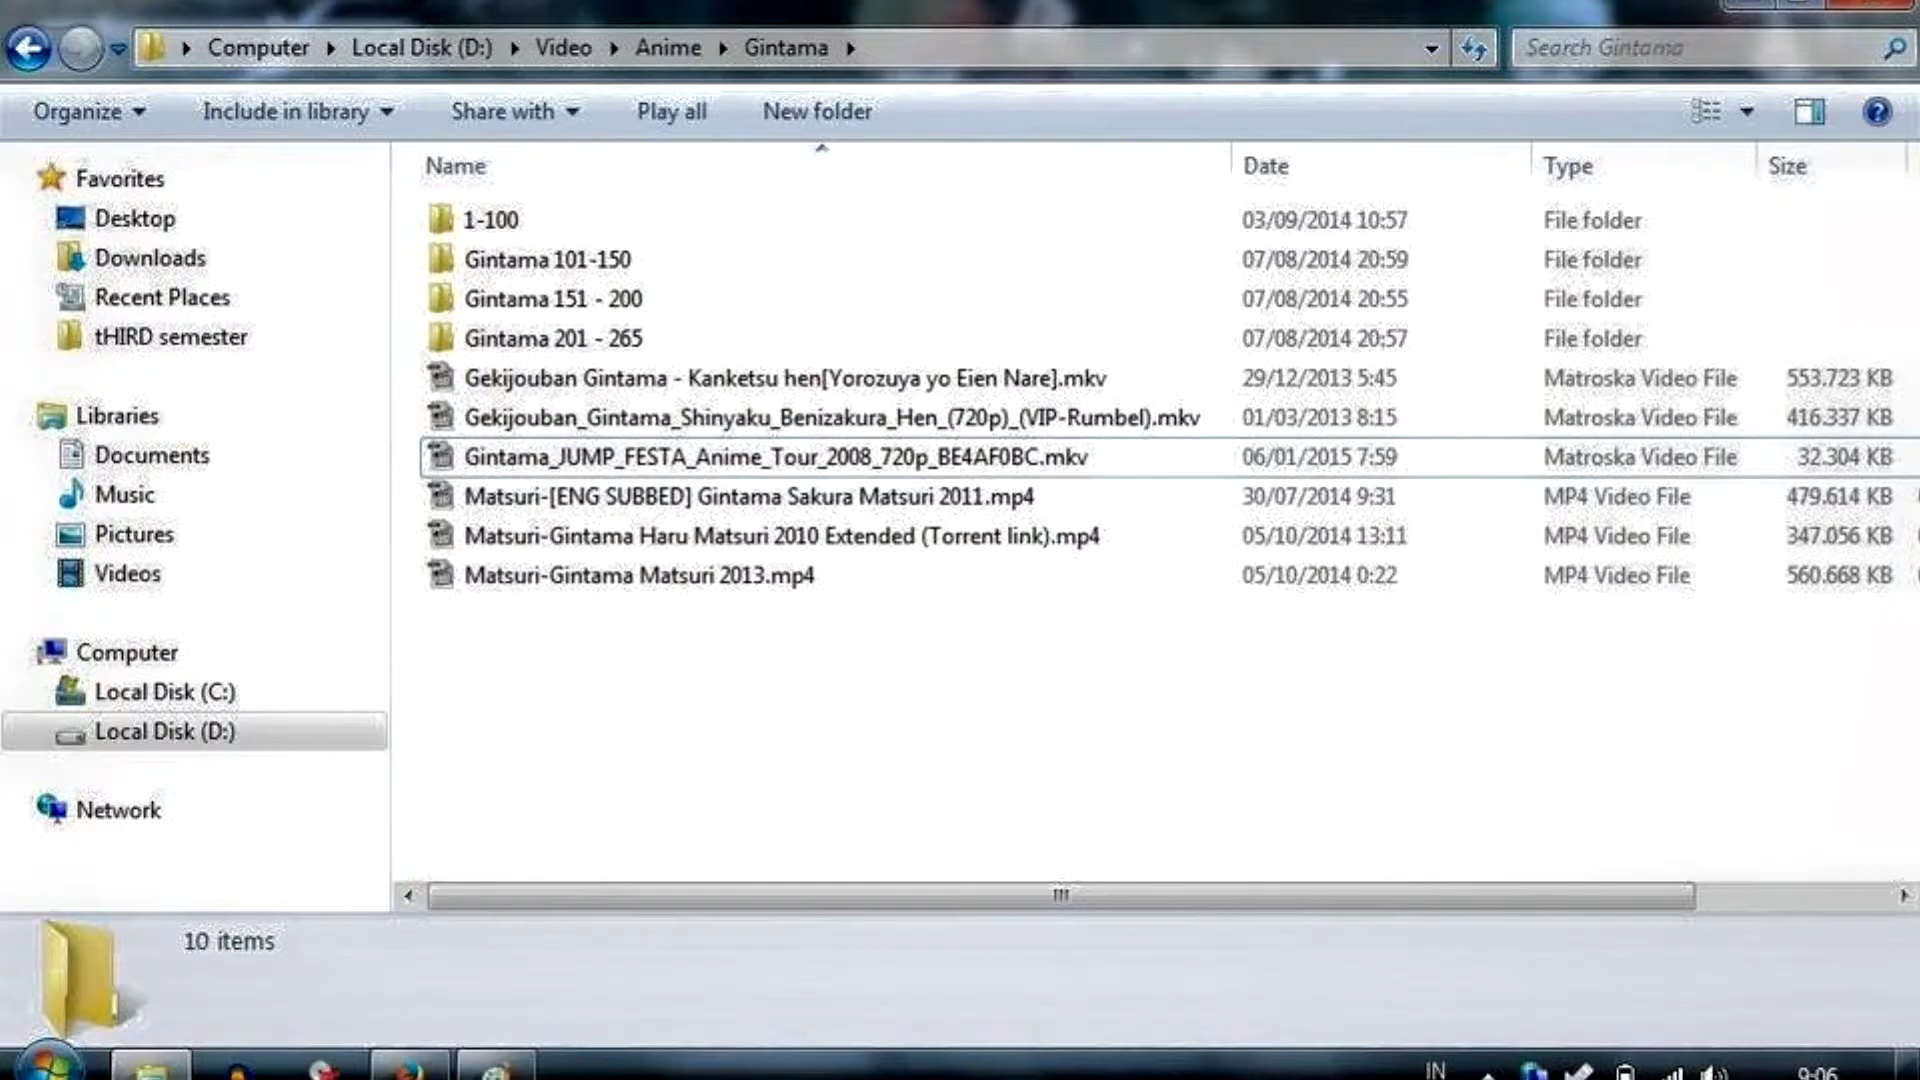 Computer Local Disk (D:) Video Anime Gintama Search Gintama
Organize Include in library Share with Play all New folder
Name Date Type Size
Favorites
Desktop
Downloads
Recent Places
tHIRD semester
Libraries
Documents
Music
Pictures
Videos
Computer
Local Disk (C:)
Local Disk (D:)
Network
1-100 03/09/2014 10:57 File folder
Gintama 101-150 07/08/2014 20:59 File folder
Gintama 151 - 200 07/08/2014 20:55 File folder
Gintama 201 - 265 07/08/2014 20:57 File folder
Gekijouban Gintama - Kanketsu hen[Yorozuya yo Eien Nare].mkv 29/12/2013 5:45 Matroska Video File 553.723 KB
Gekijouban_Gintama_Shinyaku_Benizakura_Hen_(720p)_(VIP-Rumbel).mkv 01/03/2013 8:15 Matroska Video File 416.337 KB
Gintama_JUMP_FESTA_Anime_Tour_2008_720p_BE4AF0BC.mkv 06/01/2015 7:59 Matroska Video File 32.304 KB
Matsuri-[ENG SUBBED] Gintama Sakura Matsuri 2011.mp4 30/07/2014 9:31 MP4 Video File 479.614 KB
Matsuri-Gintama Haru Matsuri 2010 Extended (Torrent link).mp4 05/10/2014 13:11 MP4 Video File 347.056 KB
Matsuri-Gintama Matsuri 2013.mp4 05/10/2014 0:22 MP4 Video File 560.668 KB
10 items
IN 9:06